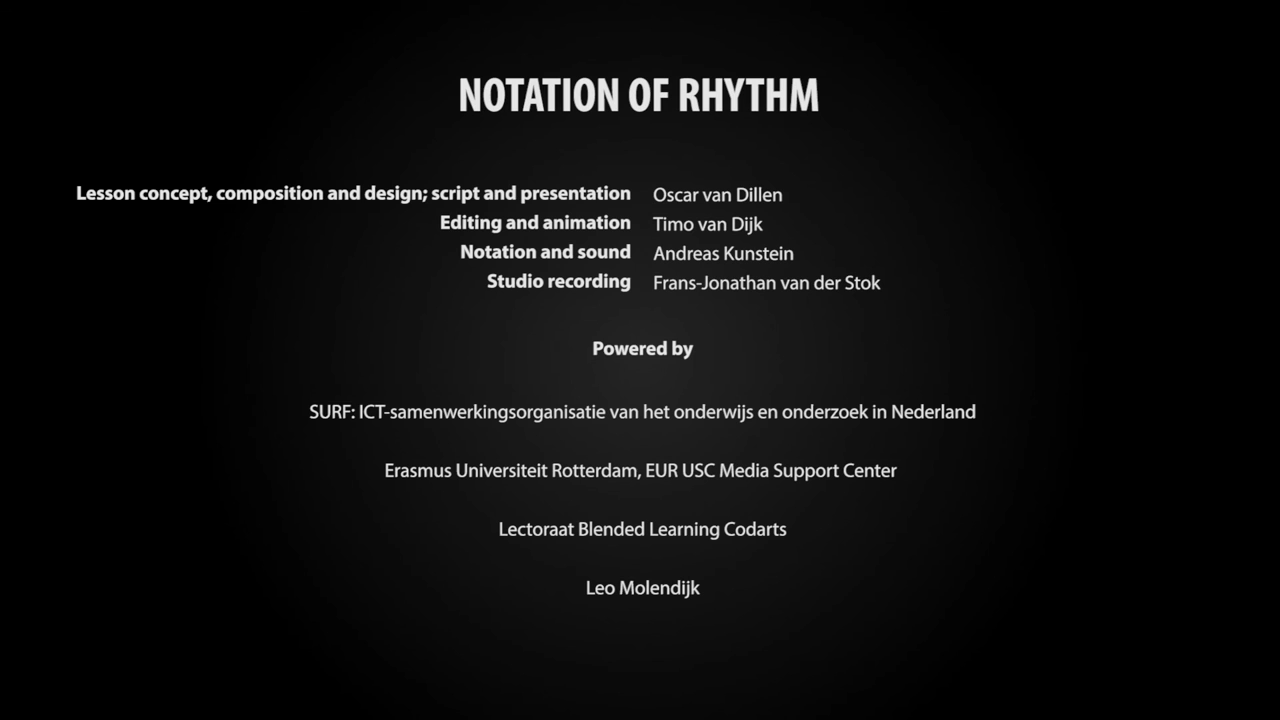 NOTATION OF RHYTHM
Lesson concept, composition and design; script and presentation Oscar van Dillen
Editing and animation Timo van Dijk
Notation and sound Andreas Kunstein
Studio recording Frans-Jonathan van der Stok
Powered by
SURF: ICT-samenwerkingsorganisatie van het onderwijs en onderzoek in Nederland
Erasmus Universiteit Rotterdam, EUR USC Media Support Center
Lectoraat Blended Learning Codarts
Leo Molendijk